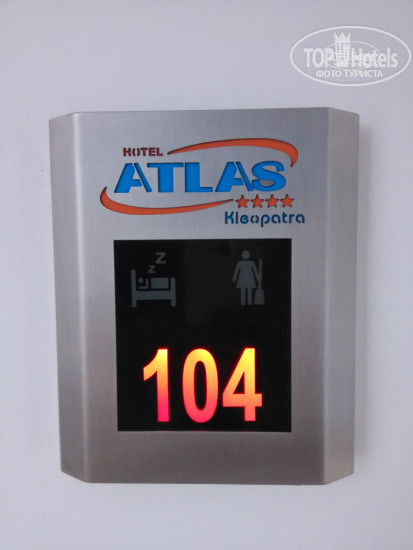 TOP Hotels
ФОТО ТУРИСТА
HOTEL
ATLAS
Kleopatra
z
z
z
104